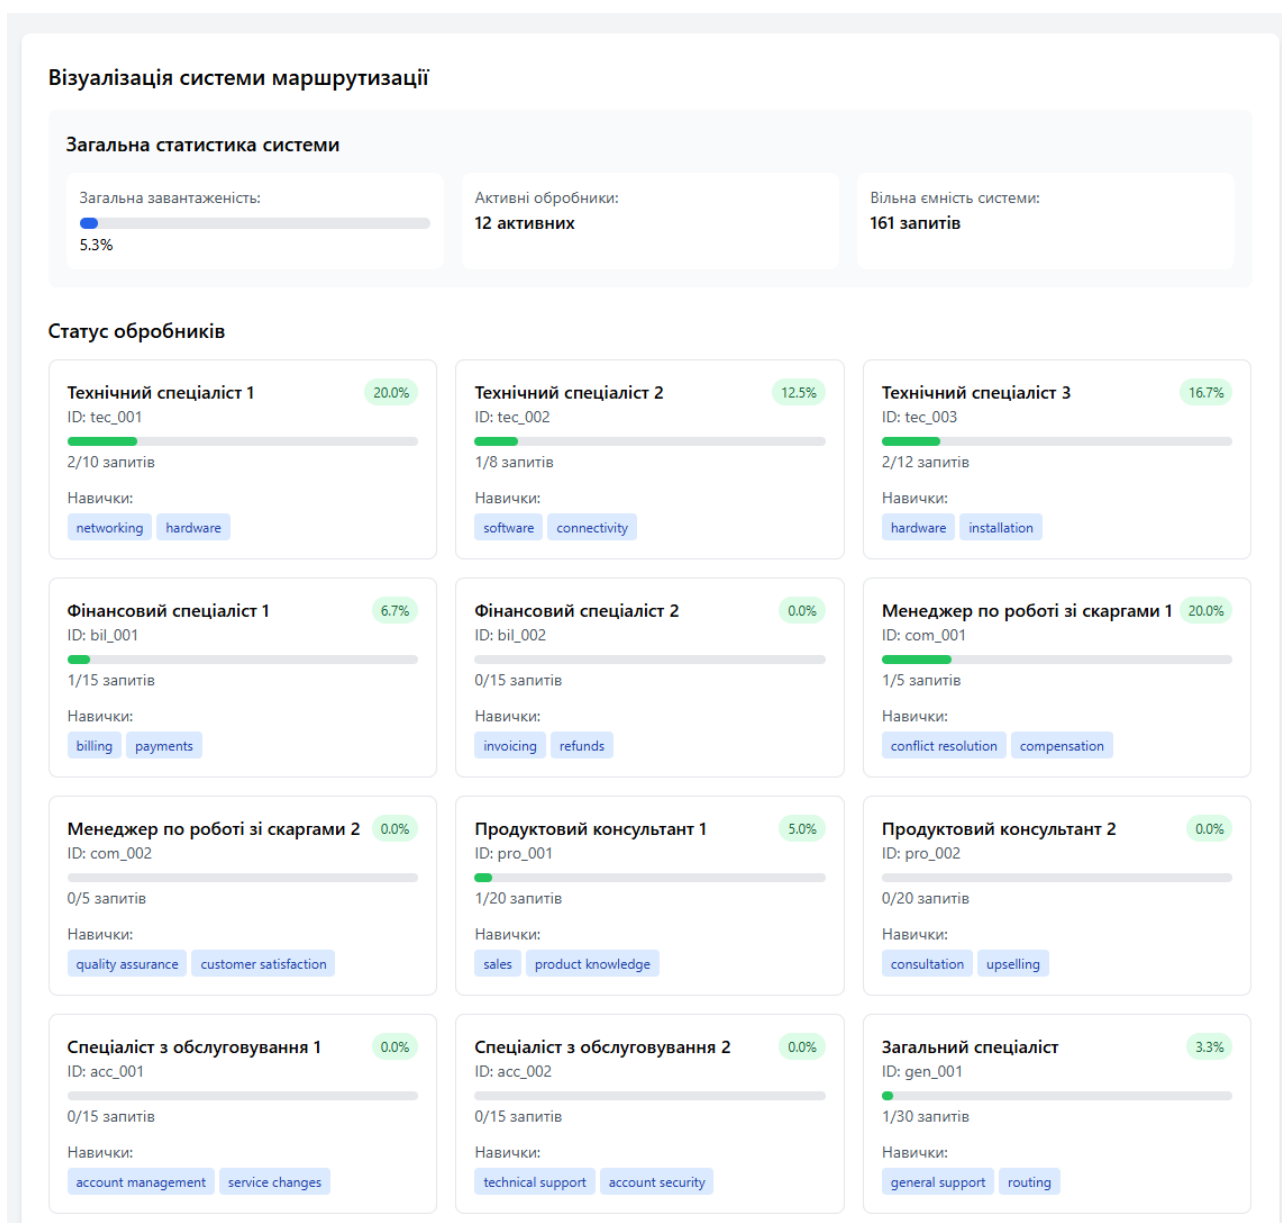 Візуалізація системи маршрутизації
Загальна статистика системи
Загальна завантаженість:
5.3%
Активні обробники:
12 активних
Вільна ємність системи:
161 запитів
Статус обробників
Технічний спеціаліст 1
20.0%
ID: tec_001
2/10 запитів
Навички:
networking hardware
Технічний спеціаліст 2
12.5%
ID: tec_002
1/8 запитів
Навички:
software connectivity
Технічний спеціаліст 3
16.7%
ID: tec_003
2/12 запитів
Навички:
hardware installation
Фінансовий спеціаліст 1
6.7%
ID: bil_001
1/15 запитів
Навички:
billing payments
Фінансовий спеціаліст 2
0.0%
ID: bil_002
0/15 запитів
Навички:
invoicing refunds
Менеджер по роботі зі скаргами 1
20.0%
ID: com_001
1/5 запитів
Навички:
conflict resolution compensation
Менеджер по роботі зі скаргами 2
0.0%
ID: com_002
0/5 запитів
Навички:
quality assurance customer satisfaction
Продуктовий консультант 1
5.0%
ID: pro_001
1/20 запитів
Навички:
sales product knowledge
Продуктовий консультант 2
0.0%
ID: pro_002
0/20 запитів
Навички:
consultation upselling
Спеціаліст з обслуговування 1
0.0%
ID: acc_001
0/15 запитів
Навички:
account management service changes
Спеціаліст з обслуговування 2
0.0%
ID: acc_002
0/15 запитів
Навички:
technical support account security
Загальний спеціаліст
3.3%
ID: gen_001
1/30 запитів
Навички:
general support routing